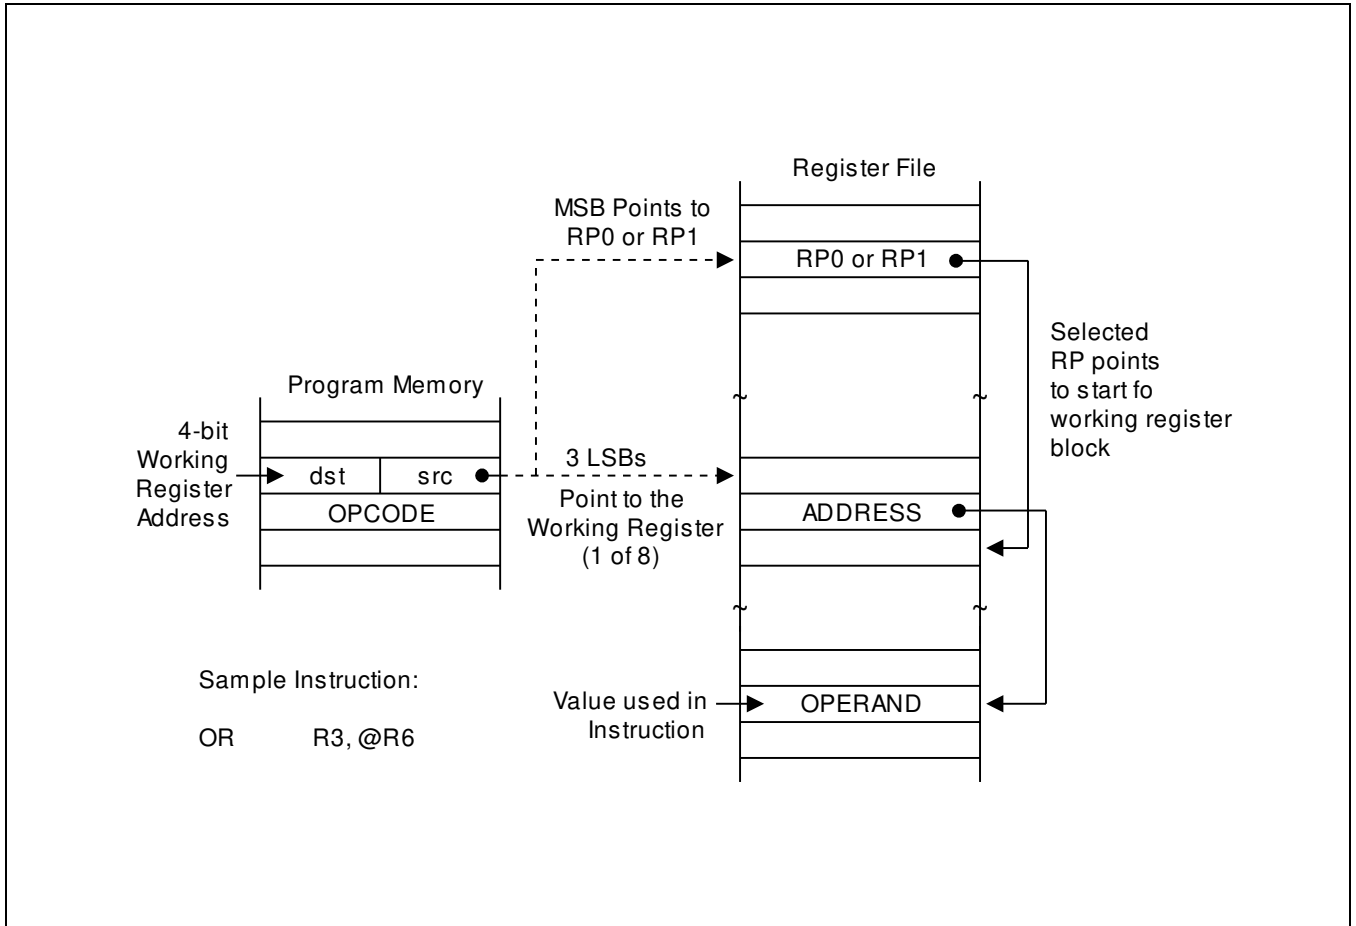 Register File
MSB Points to
RP0 or RP1
RP0 or RP1
Selected
RP points
to start fo
working register
block
Program Memory
4-bit
Working
Register
Address
dst
src
OPCODE
3 LSBs
Point to the
Working Register
(1 of 8)
ADDRESS
~
~
~
~
Sample Instruction:
OR R3, @R6
Value used in
Instruction
OPERAND